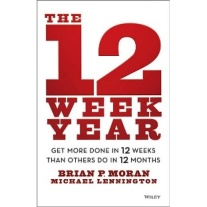 THE
12
WEEK
YEAR
GET MORE DONE IN 12 WEEKS
THAN OTHERS DO IN 12 MONTHS
BRIAN P. MORAN
MICHAEL LENNINGTON
WILEY